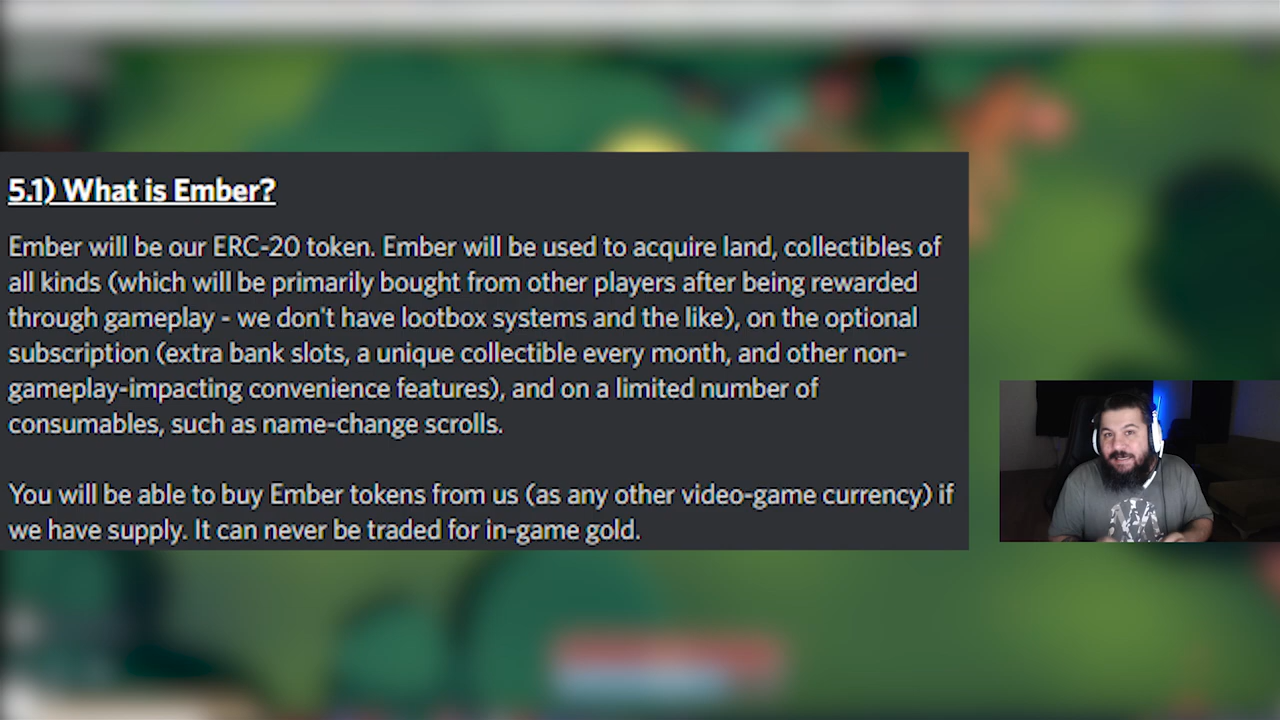 5.1) What is Ember?
Ember will be our ERC-20 token. Ember will be used to acquire land, collectibles of
all kinds (which will be primarily bought from other players after being rewarded
through gameplay - we don't have lootbox systems and the like), on the optional
subscription (extra bank slots, a unique collectible every month, and other non-
gameplay-impacting convenience features), and on a limited number of
consumables, such as name-change scrolls.
You will be able to buy Ember tokens from us (as any other video-game currency) if
we have supply. It can never be traded for in-game gold.